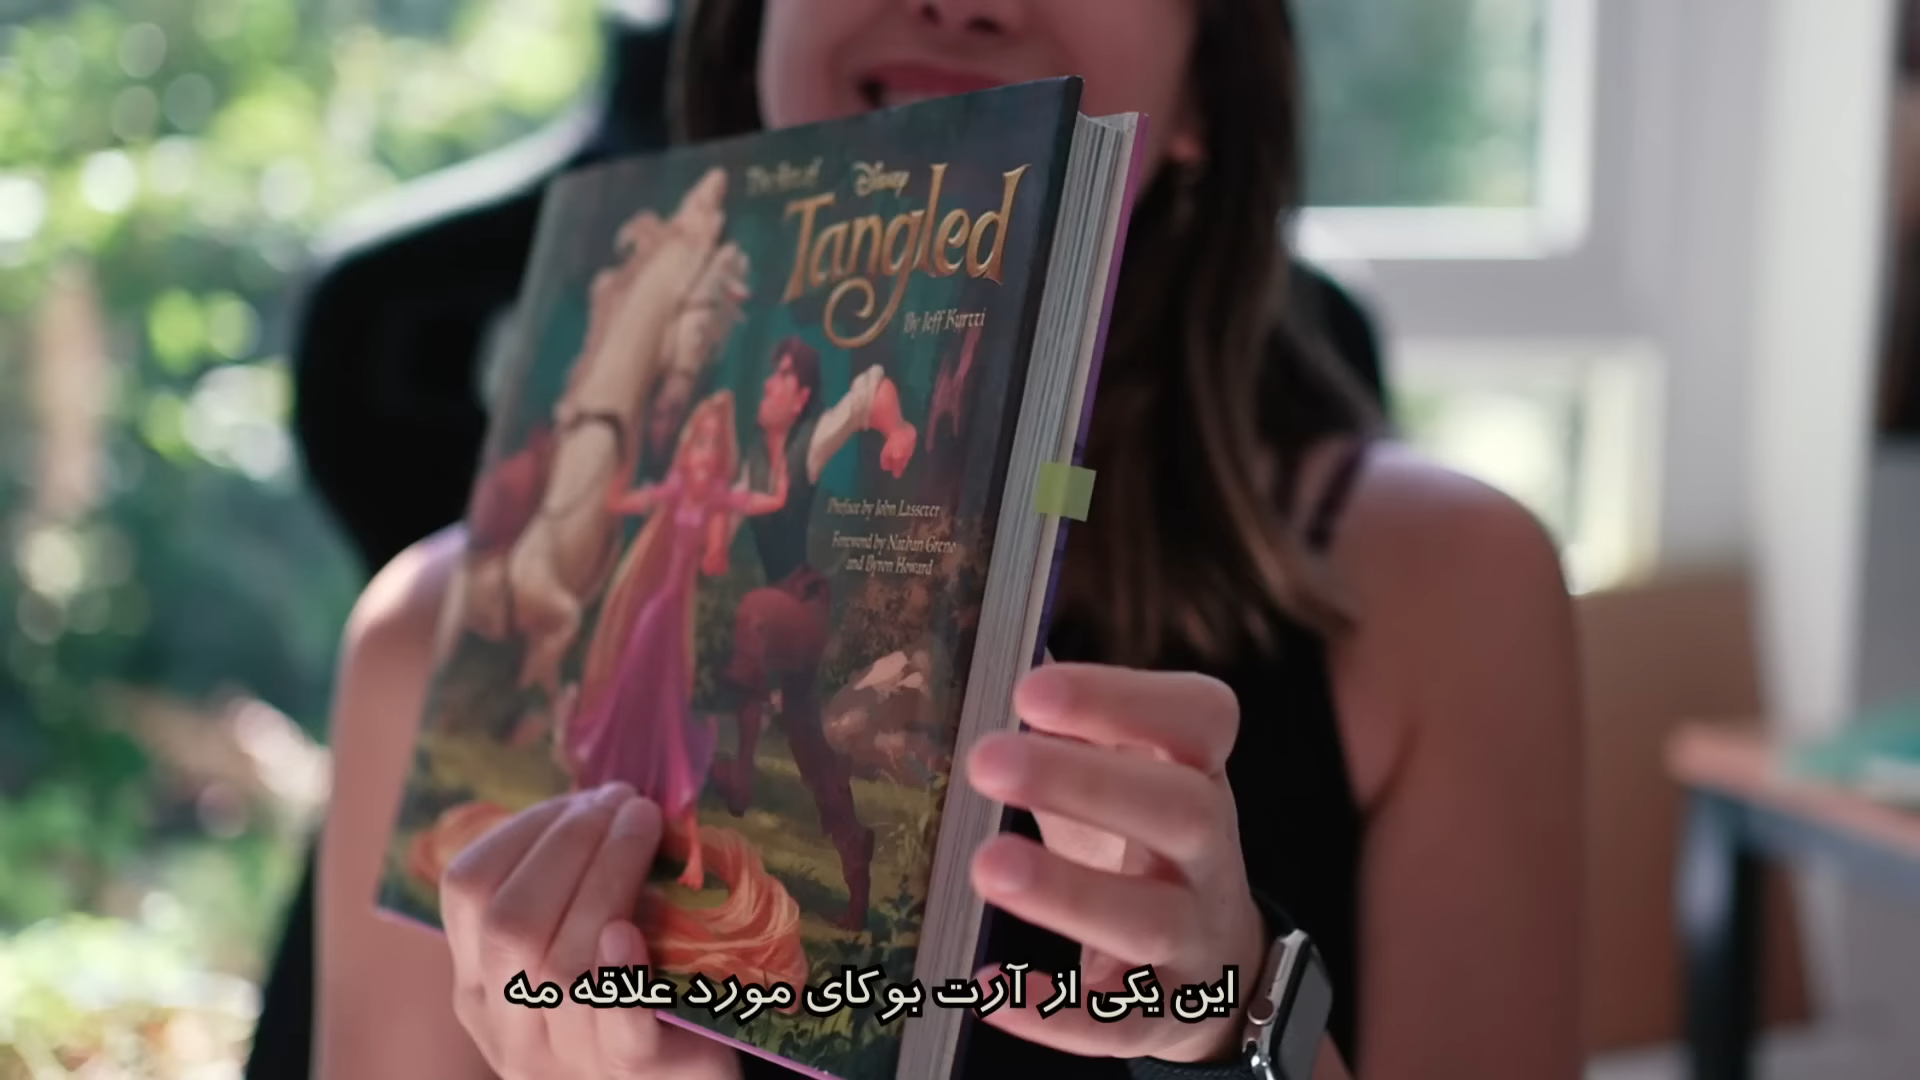 The Art of
Disney
Tangled
By Jeff Kurtti
Preface by John Lasseter
Foreword by Nathan Greno
and Byron Howard
این یکی از آرت بوکای مورد علاقه مه